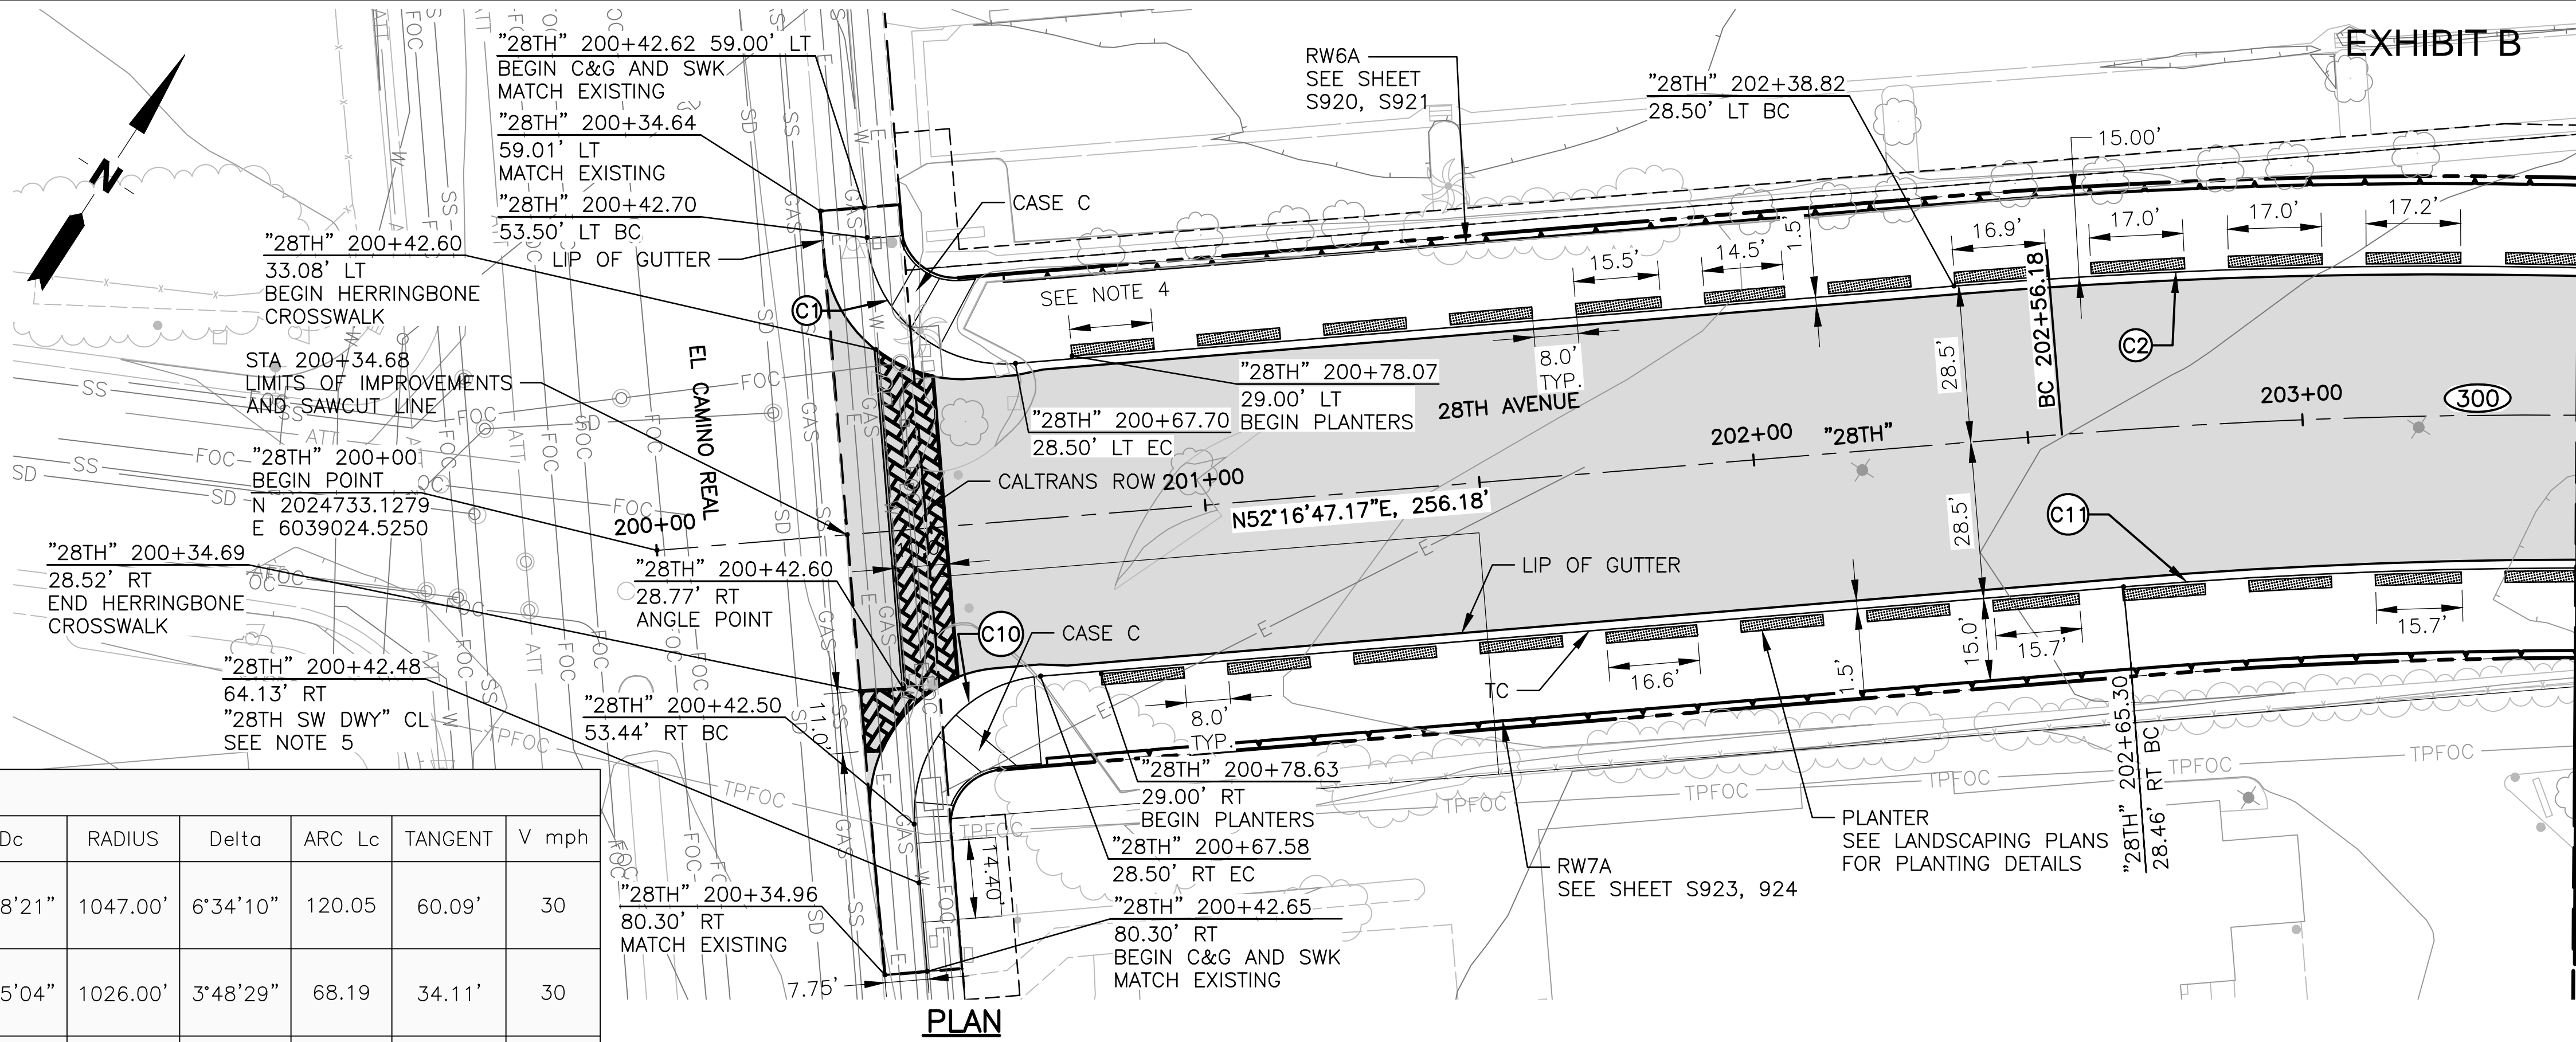 EXHIBIT B
"28TH" 200+42.62 59.00' LT
BEGIN C&G AND SWK
MATCH EXISTING
"28TH" 200+34.64
59.01' LT
MATCH EXISTING
"28TH" 200+42.70
53.50' LT BC
LIP OF GUTTER
"28TH" 200+42.60
33.08' LT
BEGIN HERRINGBONE
CROSSWALK
STA 200+34.68
LIMITS OF IMPROVEMENTS
AND SAWCUT LINE
"28TH" 200+00
BEGIN POINT
N 2024733.1279
E 6039024.5250
"28TH" 200+34.69
28.52' RT
END HERRINGBONE
CROSSWALK
"28TH" 200+42.48
64.13' RT
"28TH SW DWY" CL
SEE NOTE 5
N
EL CAMINO REAL
200+00
"28TH" 200+42.60
28.77' RT
ANGLE POINT
"28TH" 200+42.50
53.44' RT BC
11.0'
"28TH" 200+34.96
80.30' RT
MATCH EXISTING
7.75'
14.40'
C1
CASE C
RW6A
SEE SHEET
S920, S921
"28TH" 202+38.82
28.50' LT BC
15.00'
SEE NOTE 4
15.5'
14.5'
1.5'
16.9'
17.0'
17.0'
17.2'
8.0'
TYP.
"28TH" 200+78.07
29.00' LT
BEGIN PLANTERS
"28TH" 200+67.70
28.50' LT EC
28TH AVENUE
CALTRANS ROW
201+00
N52°16'47.17"E, 256.18'
202+00
"28TH"
28.5'
BC 202+56.18
C2
203+00
300
28.5'
C11
LIP OF GUTTER
C10
CASE C
TC
8.0'
TYP.
16.6'
1.5'
15.0'
15.7'
15.7'
"28TH" 200+78.63
29.00' RT
BEGIN PLANTERS
"28TH" 200+67.58
28.50' RT EC
"28TH" 200+42.65
80.30' RT
BEGIN C&G AND SWK
MATCH EXISTING
RW7A
SEE SHEET S923, 924
PLANTER
SEE LANDSCAPING PLANS
FOR PLANTING DETAILS
"28TH" 202+65.30
28.46' RT BC
TPFOC
TPFOC
TPFOC
TPFOC
TPFOC
TPFOC
TPFOC
Dc RADIUS Delta ARC Lc TANGENT V mph
8'21" 1047.00' 6°34'10" 120.05 60.09' 30
5'04" 1026.00' 3°48'29" 68.19 34.11' 30
PLAN